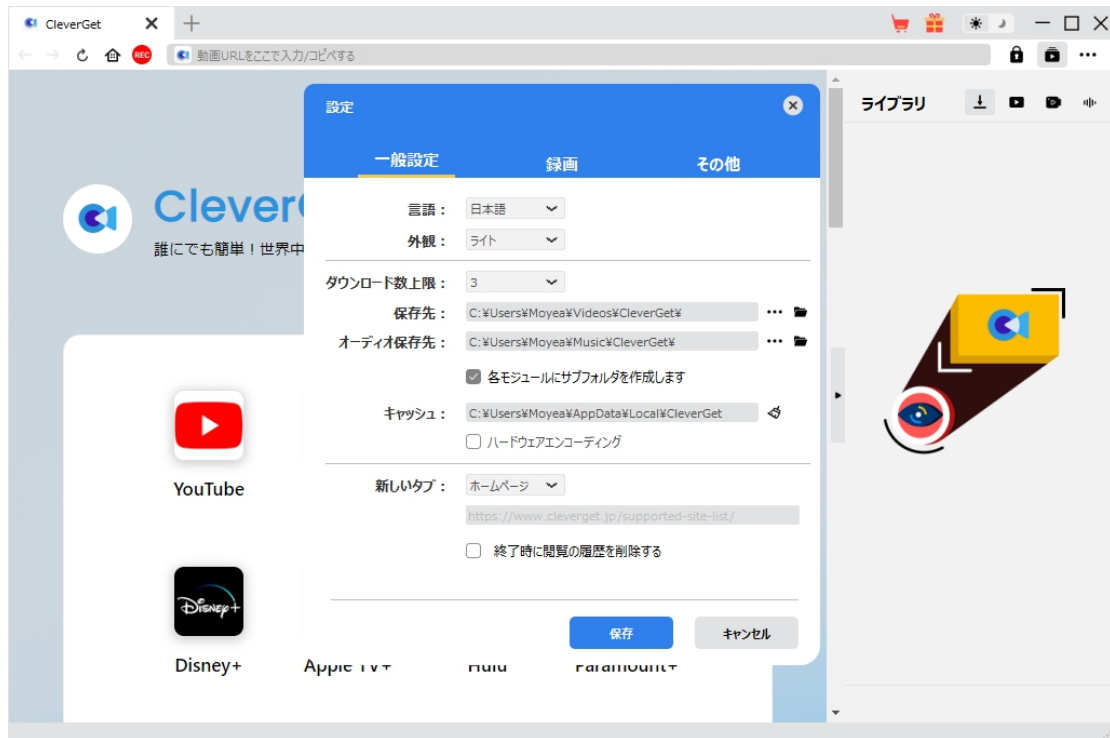 CleverGet
REC
動画URLをここで入力/コピペする
設定
ライブラリ
一般設定
録画
その他
Clever
誰にでも簡単！世界中
言語：
日本語
外観：
ライト
ダウンロード数上限：
3
保存先：
C:¥Users¥Moyea¥Videos¥CleverGet¥
オーディオ保存先：
C:¥Users¥Moyea¥Music¥CleverGet¥
各モジュールにサブフォルダを作成します
キャッシュ：
C:¥Users¥Moyea¥AppData¥Local¥CleverGet
ハードウェアエンコーディング
YouTube
新しいタブ：
ホームページ
https://www.cleverget.jp/supported-site-list/
終了時に閲覧の履歴を削除する
Disney+
保存
キャンセル
Disney+
Apple TV+
Hulu
Paramount+